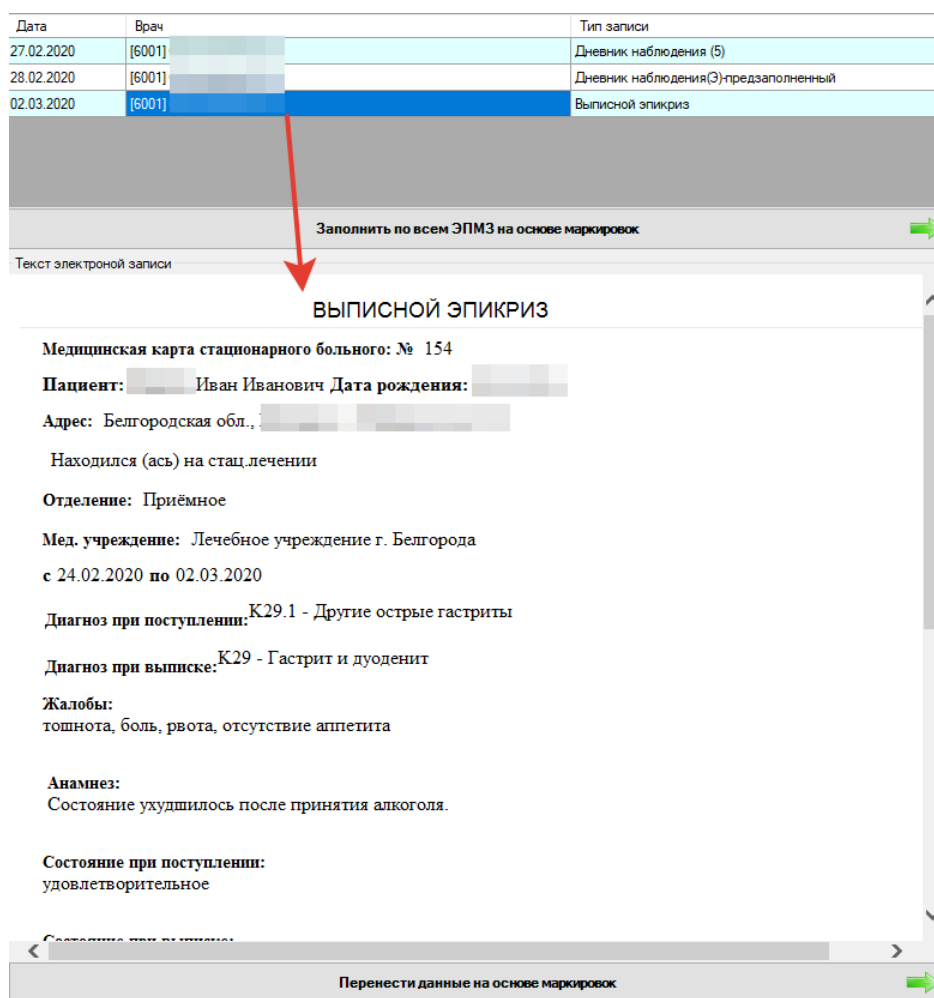 Дата Врач Тип записи
27.02.2020 [6001] Дневник наблюдения (5)
28.02.2020 [6001] Дневник наблюдения(Э)-предзаполненный
02.03.2020 [6001] Выписной эпикриз
Заполнить по всем ЭПМЗ на основе маркировок
Текст электроной записи
ВЫПИСНОЙ ЭПИКРИЗ
Медицинская карта стационарного больного: № 154
Пациент: Иван Иванович Дата рождения:
Адрес: Белгородская обл.,
Находился (ась) на стац.лечении
Отделение: Приёмное
Мед. учреждение: Лечебное учреждение г. Белгорода
с 24.02.2020 по 02.03.2020
Диагноз при поступлении: K29.1 - Другие острые гастриты
Диагноз при выписке: K29 - Гастрит и дуоденит
Жалобы:
тошнота, боль, рвота, отсутствие аппетита
Анамнез:
Состояние ухудшилось после принятия алкоголя.
Состояние при поступлении:
удовлетворительное
Состояние при выписке:
Перенести данные на основе маркировок